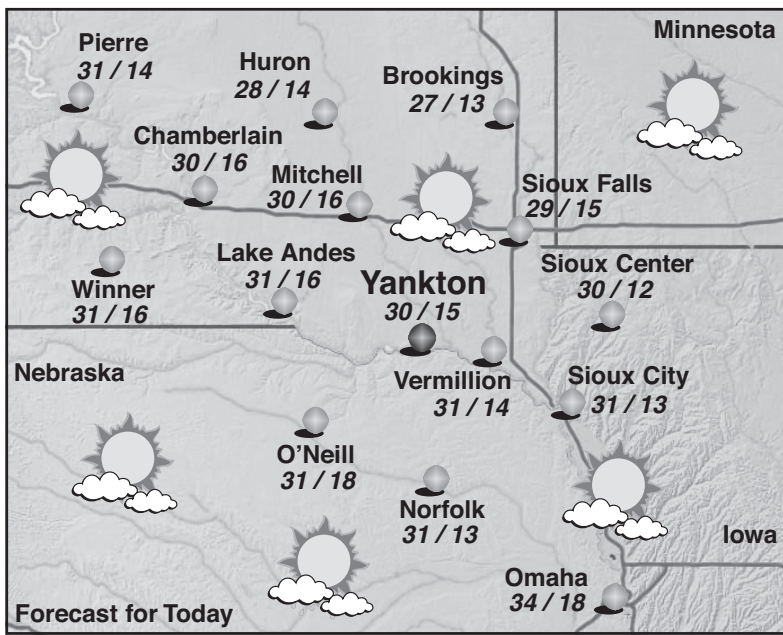 Minnesota
Pierre
31 / 14
Huron
28 / 14
Brookings
27 / 13
Chamberlain
30 / 16
Mitchell
30 / 16
Sioux Falls
29 / 15
Winner
31 / 16
Lake Andes
31 / 16
Yankton
30 / 15
Sioux Center
30 / 12
Nebraska
Vermillion
31 / 14
Sioux City
31 / 13
O'Neill
31 / 18
Norfolk
31 / 13
Iowa
Omaha
34 / 18
Forecast for Today